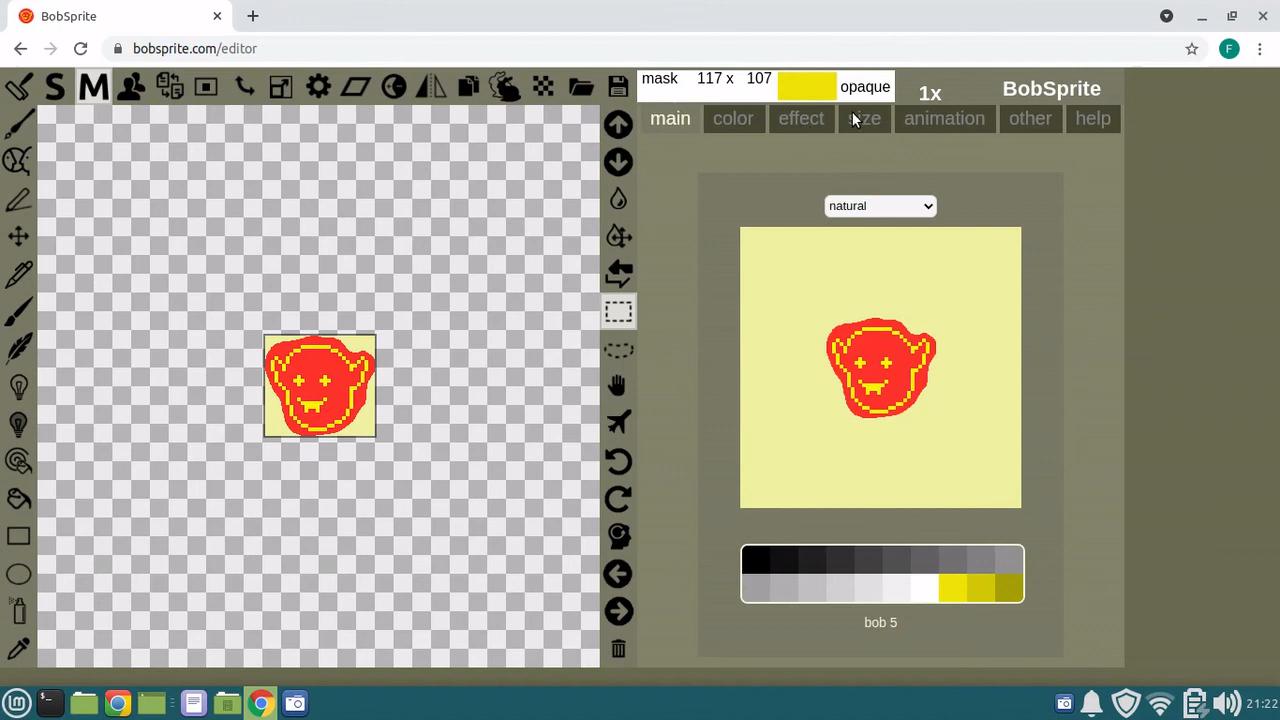 BobSprite
bobsprite.com/editor
F
S M
mask 117 x 107 opaque 1x BobSprite
main color effect size animation other help
natural
bob 5
21:22